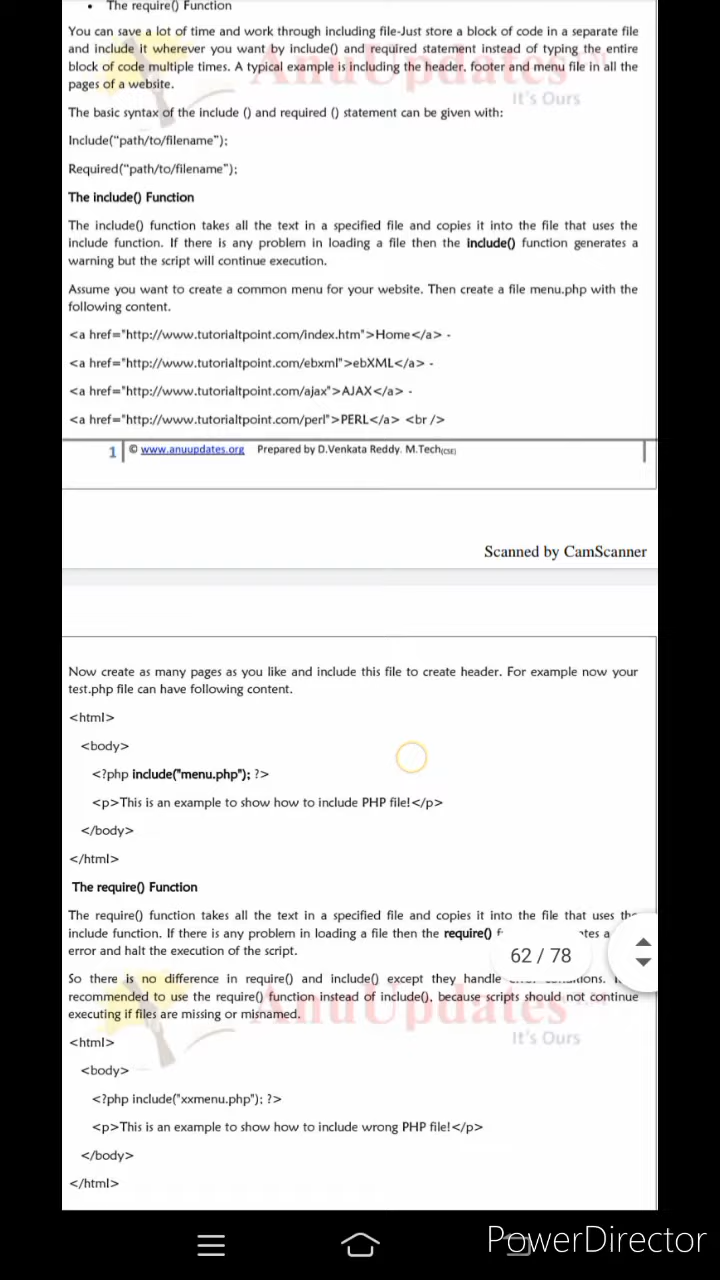 • The require() Function
You can save a lot of time and work through including file-Just store a block of code in a separate file
and include it wherever you want by include() and required statement instead of typing the entire
block of code multiple times. A typical example is including the header, footer and menu file in all the
pages of a website.
AnuUpdates
It's Ours
The basic syntax of the include () and required () statement can be given with:
Include("path/to/filename");
Required("path/to/filename");
The include() Function
The include() function takes all the text in a specified file and copies it into the file that uses the
include function. If there is any problem in loading a file then the include() function generates a
warning but the script will continue execution.
Assume you want to create a common menu for your website. Then create a file menu.php with the
following content.
<a href="http://www.tutorialtpoint.com/index.htm">Home</a> -
<a href="http://www.tutorialtpoint.com/ebxml">ebXML</a> -
<a href="http://www.tutorialtpoint.com/ajax">AJAX</a> -
<a href="http://www.tutorialtpoint.com/perl">PERL</a> <br />
1 © www.anuupdates.org Prepared by D.Venkata Reddy. M.Tech(CSE)
Scanned by CamScanner
Now create as many pages as you like and include this file to create header. For example now your
test.php file can have following content.
<html>
<body>
<?php include("menu.php"); ?>
<p>This is an example to show how to include PHP file!</p>
</body>
</html>
The require() Function
The require() function takes all the text in a specified file and copies it into the file that uses the
include function. If there is any problem in loading a file then the require() a
error and halt the execution of the script.
62 / 78
So there is no difference in require() and include() except they handle
recommended to use the require() function instead of include(), because scripts should not continue
executing if files are missing or misnamed.
AnuUpdates
It's Ours
<html>
<body>
<?php include("xxmenu.php"); ?>
<p>This is an example to show how to include wrong PHP file!</p>
</body>
</html>
PowerDirector